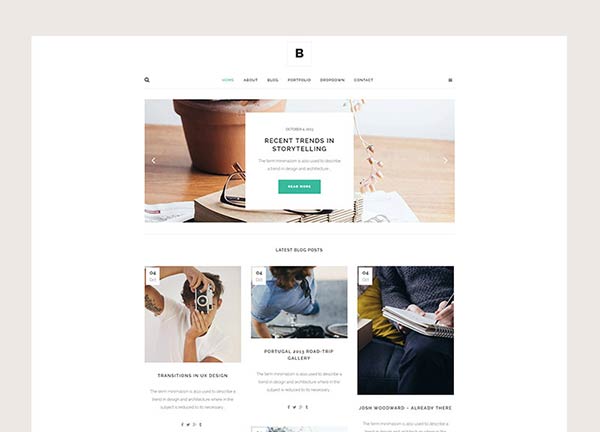 B
HOME ABOUT BLOG PORTFOLIO DROPDOWN CONTACT
OCTOBER 4, 2013
RECENT TRENDS IN
STORYTELLING
The term minimalism is also used to describe
a trend in design and architecture ...
READ MORE
LATEST BLOG POSTS
04
Oct
04
Oct
04
Oct
TRANSITIONS IN UX DESIGN
The term minimalism is also used to describe a
trend in design and architecture where in the
subject is reduced to its necessary ...
PORTUGAL 2013 ROAD-TRIP
GALLERY
The term minimalism is also used to describe a
trend in design and architecture where in the
subject is reduced to its necessary ...
JOSH WOODWARD – ALREADY THERE
The term minimalism is also used to describe a